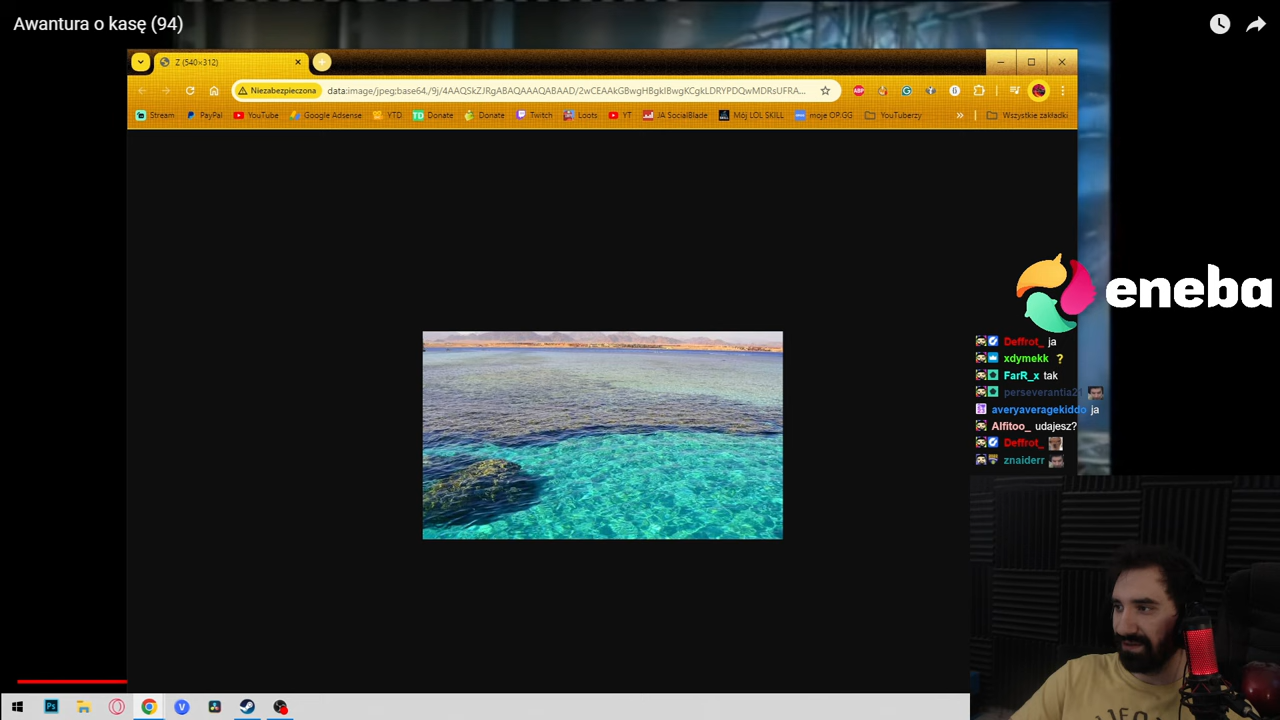 Awantura o kasę (94)
Z (540×312)
Niezabezpieczona
data:image/jpeg;base64,/9j/4AAQSkZJRgABAQAAAQABAAD/2wCEAAkGBwgHBgkIBwgKCgkLDRYPDQwMDRsUFRA...
Stream PayPal YouTube Google Adsense YTD Donate Donate Twitch Loots YT JA SocialBlade Mój LOL SKILL moje OP.GG YouTuberzy » Wszystkie zakładki
eneba
Deffrot_ ja
xdymekk ?
FarR_x tak
perseverantia21
averyaveragekiddo ja
Alfitoo_ udajesz?
Deffrot_
znaiderr
Ps